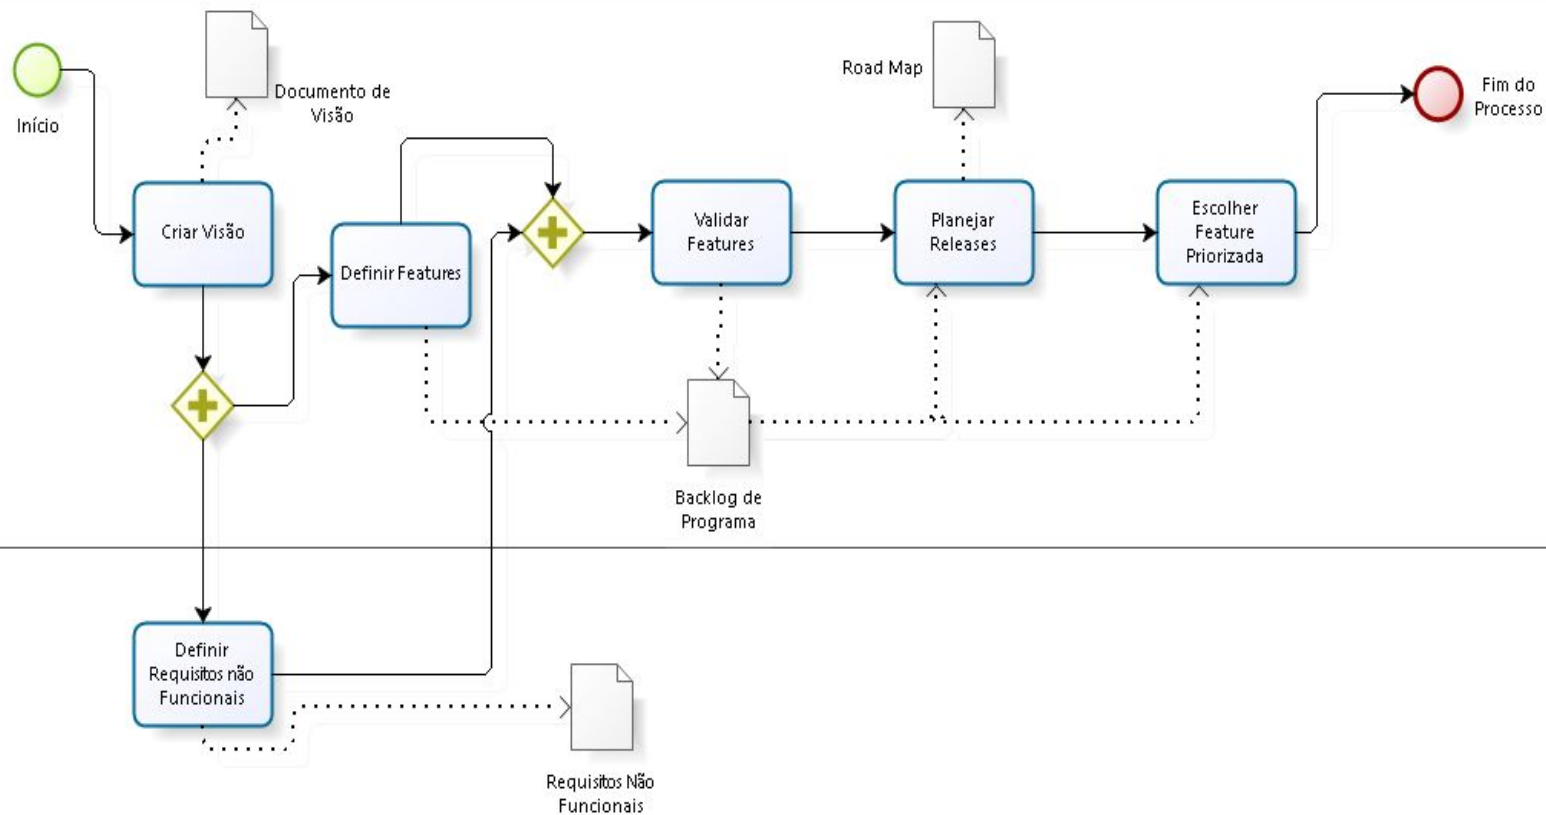 Início
Documento de
Visão
Road Map
Fim do
Processo
Criar Visão
Definir Features
Validar
Features
Planejar
Releases
Escolher
Feature
Priorizada
Backlog de
Programa
Definir
Requisitos não
Funcionais
Requisitos Não
Funcionais